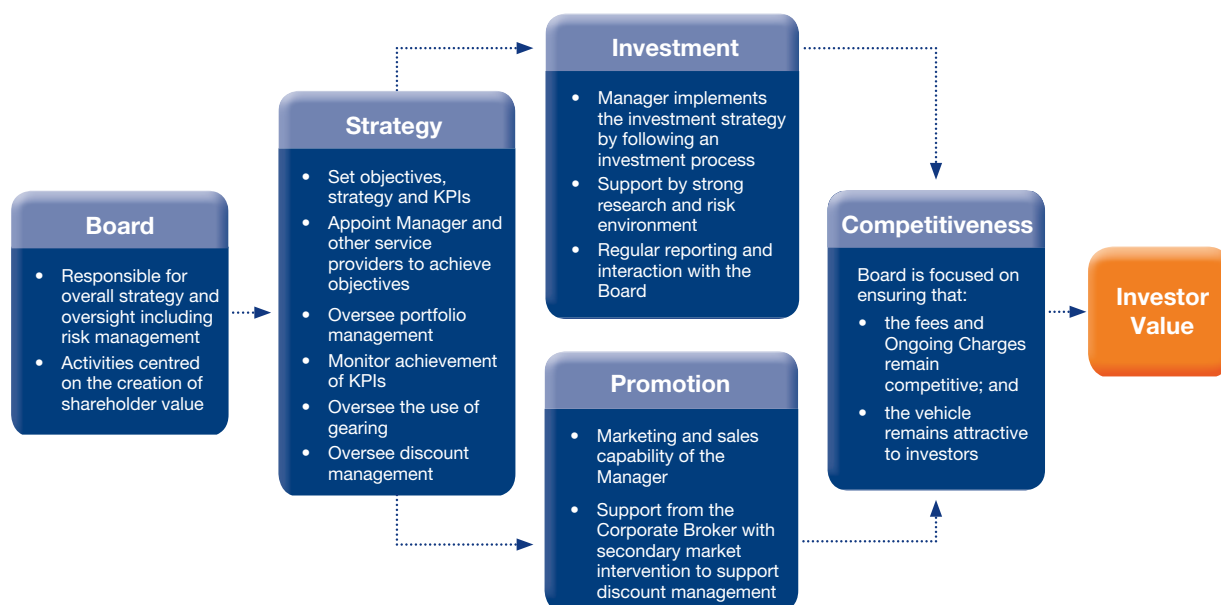 Board
Responsible for
overall strategy and
oversight including
risk management
Activities centred
on the creation of
shareholder value
Strategy
Set objectives,
strategy and KPIs
Appoint Manager and
other service
providers to achieve
objectives
Oversee portfolio
management
Monitor achievement
of KPIs
Oversee the use of
gearing
Oversee discount
management
Investment
Manager implements
the investment strategy
by following an
investment process
Support by strong
research and risk
environment
Regular reporting and
interaction with the
Board
Promotion
Marketing and sales
capability of the
Manager
Support from the
Corporate Broker with
secondary market
intervention to support
discount management
Competitiveness
Board is focused on
ensuring that:
the fees and
Ongoing Charges
remain
competitive; and
the vehicle
remains attractive
to investors
Investor
Value